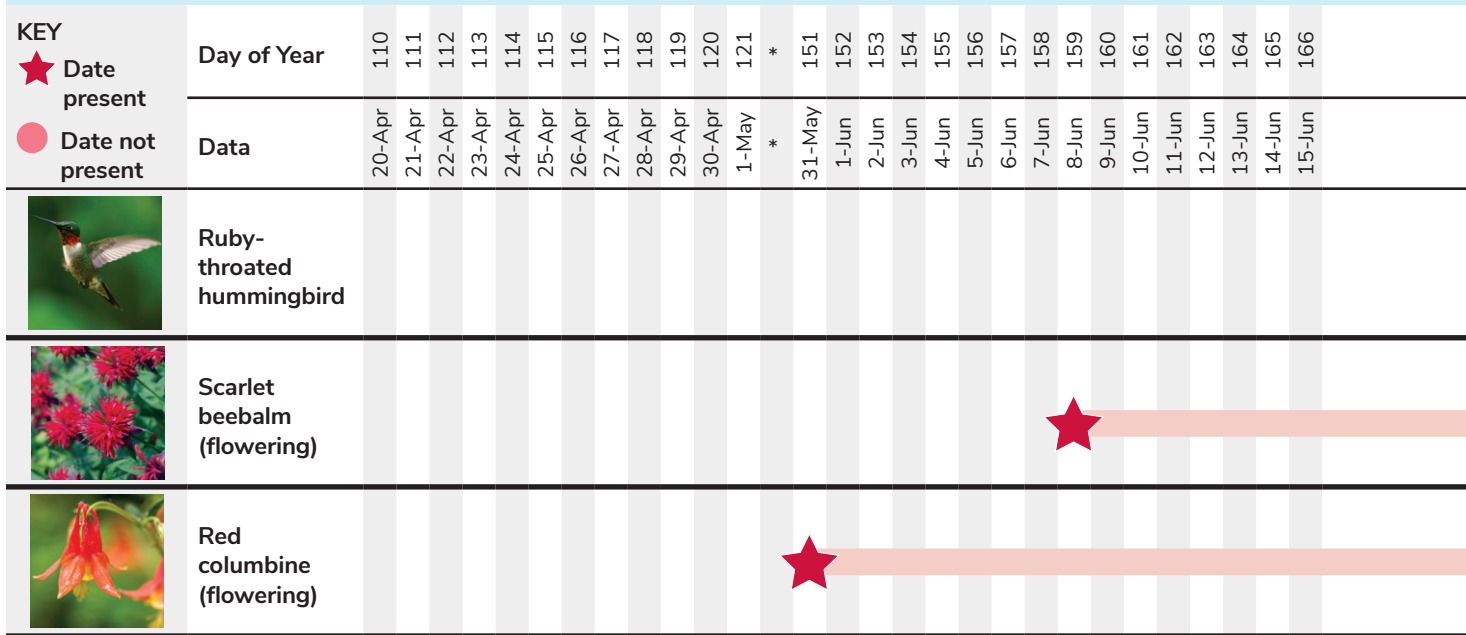 KEY
Date
present
Date not
present
Day of Year
110 111 112 113 114 115 116 117 118 119 120 121 * 151 152 153 154 155 156 157 158 159 160 161 162 163 164 165 166
Data
20-Apr 21-Apr 22-Apr 23-Apr 24-Apr 25-Apr 26-Apr 27-Apr 28-Apr 29-Apr 30-Apr 1-May * 31-May 1-Jun 2-Jun 3-Jun 4-Jun 5-Jun 6-Jun 7-Jun 8-Jun 9-Jun 10-Jun 11-Jun 12-Jun 13-Jun 14-Jun 15-Jun
Ruby-
throated
hummingbird
Scarlet
beebalm
(flowering)
Red
columbine
(flowering)